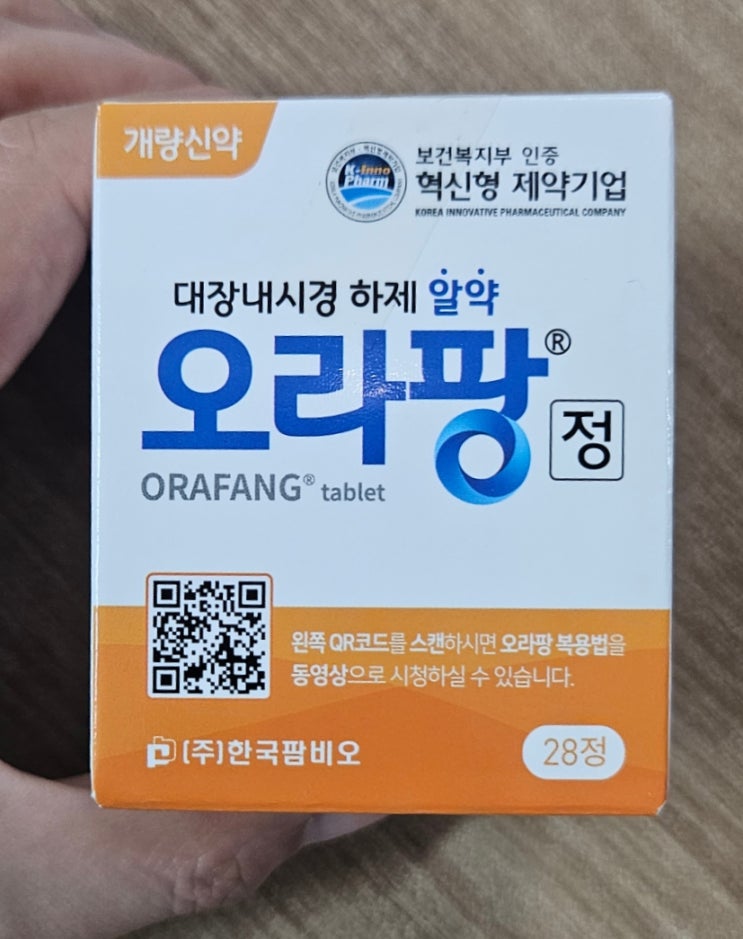 개량신약
K-Inno
Pharm
보건복지부 인증
혁신형 제약기업
KOREA INNOVATIVE PHARMACEUTICAL COMPANY
대장내시경 하제 알약
오라팡®
정
ORAFANG® tablet
왼쪽 QR코드를 스캔하시면 오라팡 복용법을
동영상으로 시청하실 수 있습니다.
(주)한국팜비오
28정